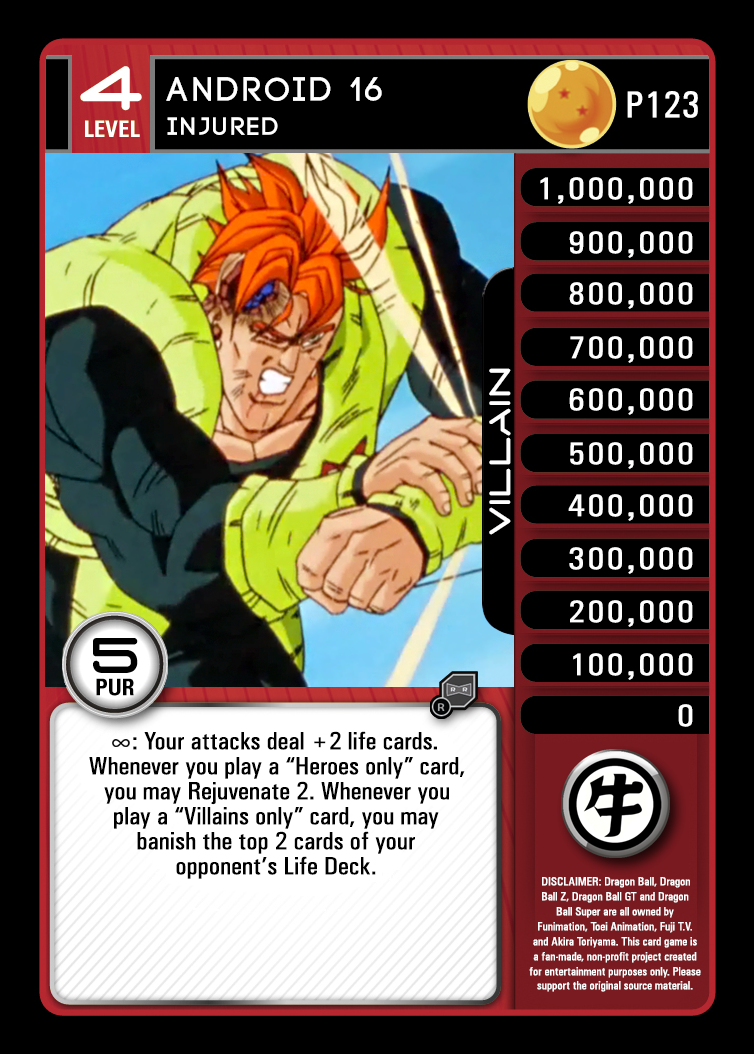 4
LEVEL
ANDROID 16
INJURED
P123
1,000,000
900,000
800,000
700,000
600,000
500,000
400,000
300,000
200,000
100,000
0
VILLAIN
5
PUR
R R
R
∞: Your attacks deal +2 life cards.
Whenever you play a “Heroes only” card,
you may Rejuvenate 2. Whenever you
play a “Villains only” card, you may
banish the top 2 cards of your
opponent’s Life Deck.
牛
DISCLAIMER: Dragon Ball, Dragon
Ball Z, Dragon Ball GT and Dragon
Ball Super are all owned by
Funimation, Toei Animation, Fuji T.V.
and Akira Toriyama. This card game is
a fan-made, non-profit project created
for entertainment purposes only. Please
support the original source material.